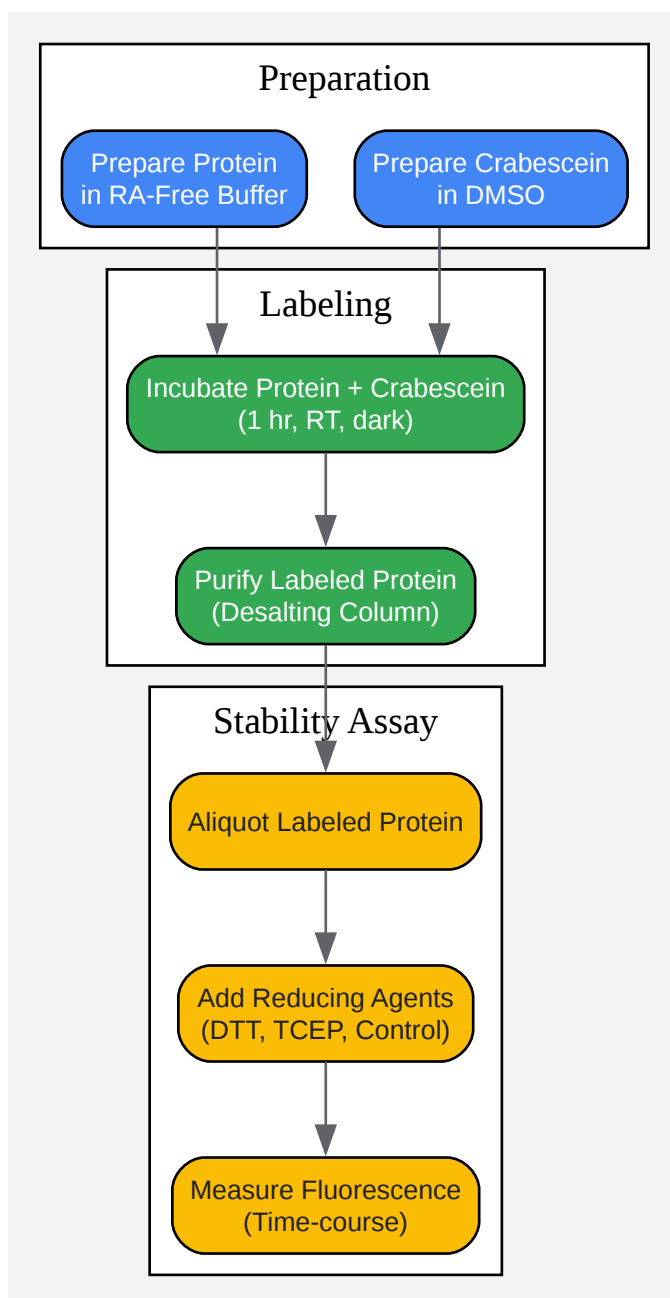 Preparation
Prepare Protein
in RA-Free Buffer
Prepare Crabescein
in DMSO
Labeling
Incubate Protein + Crabescein
(1 hr, RT, dark)
Purify Labeled Protein
(Desalting Column)
Stability Assay
Aliquot Labeled Protein
Add Reducing Agents
(DTT, TCEP, Control)
Measure Fluorescence
(Time-course)